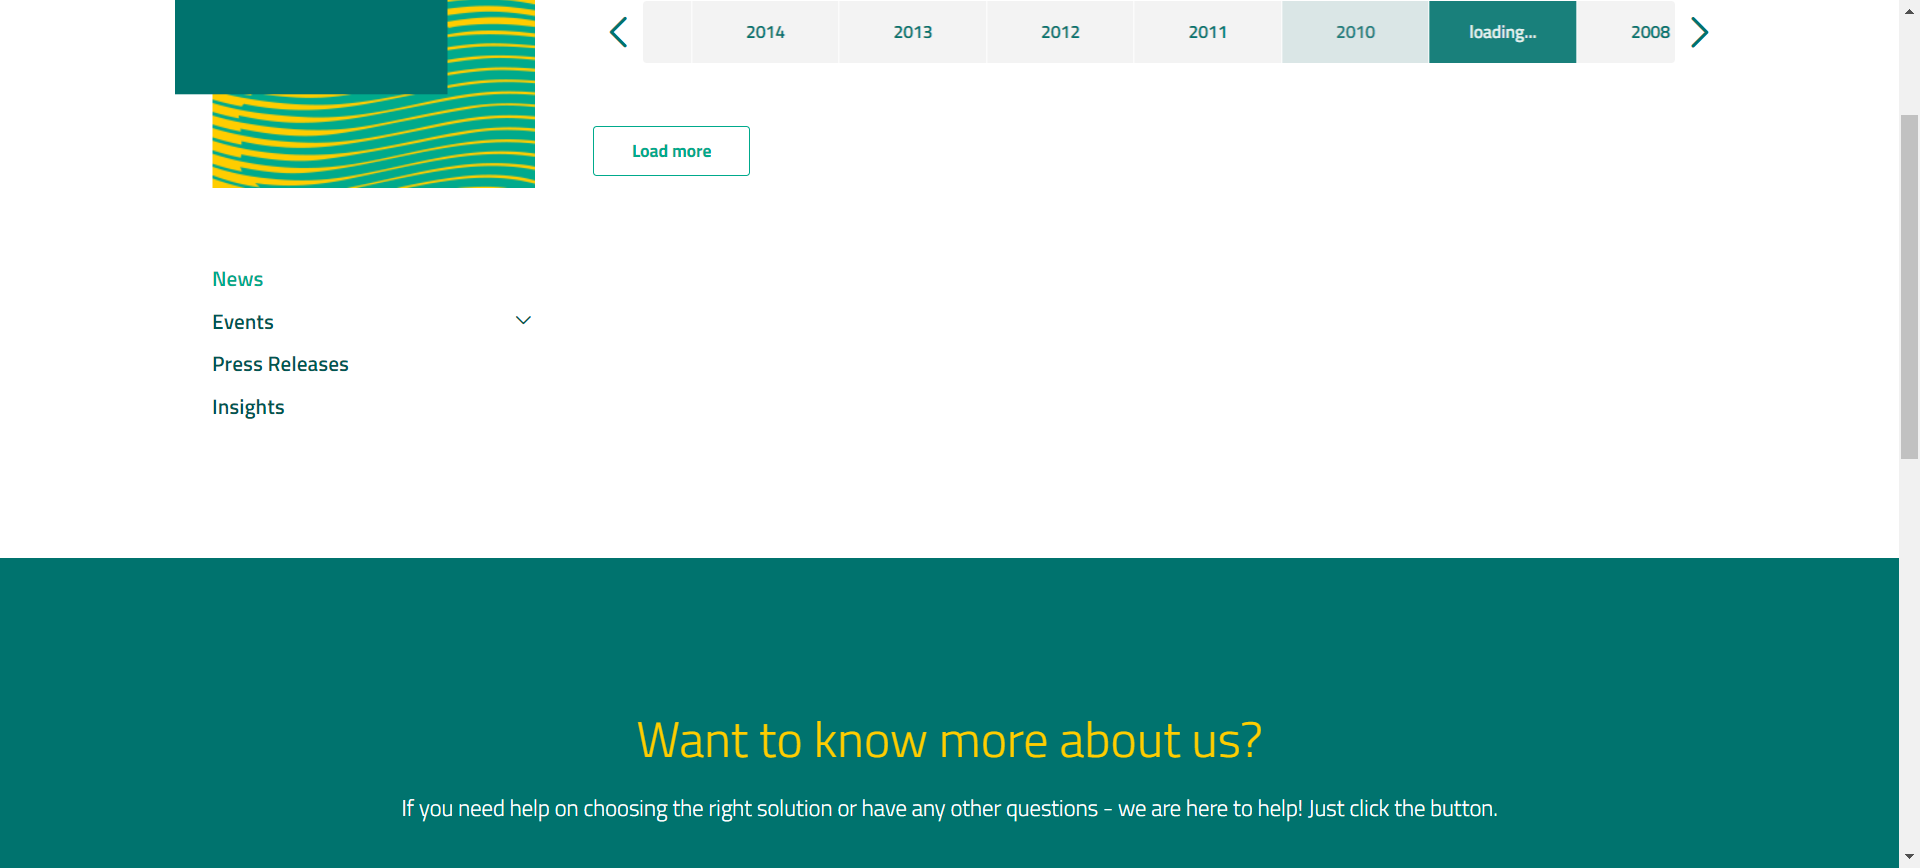 2014 2013 2012 2011 2010 loading... 2008
Load more
News
Events
Press Releases
Insights
Want to know more about us?
If you need help on choosing the right solution or have any other questions - we are here to help! Just click the button.